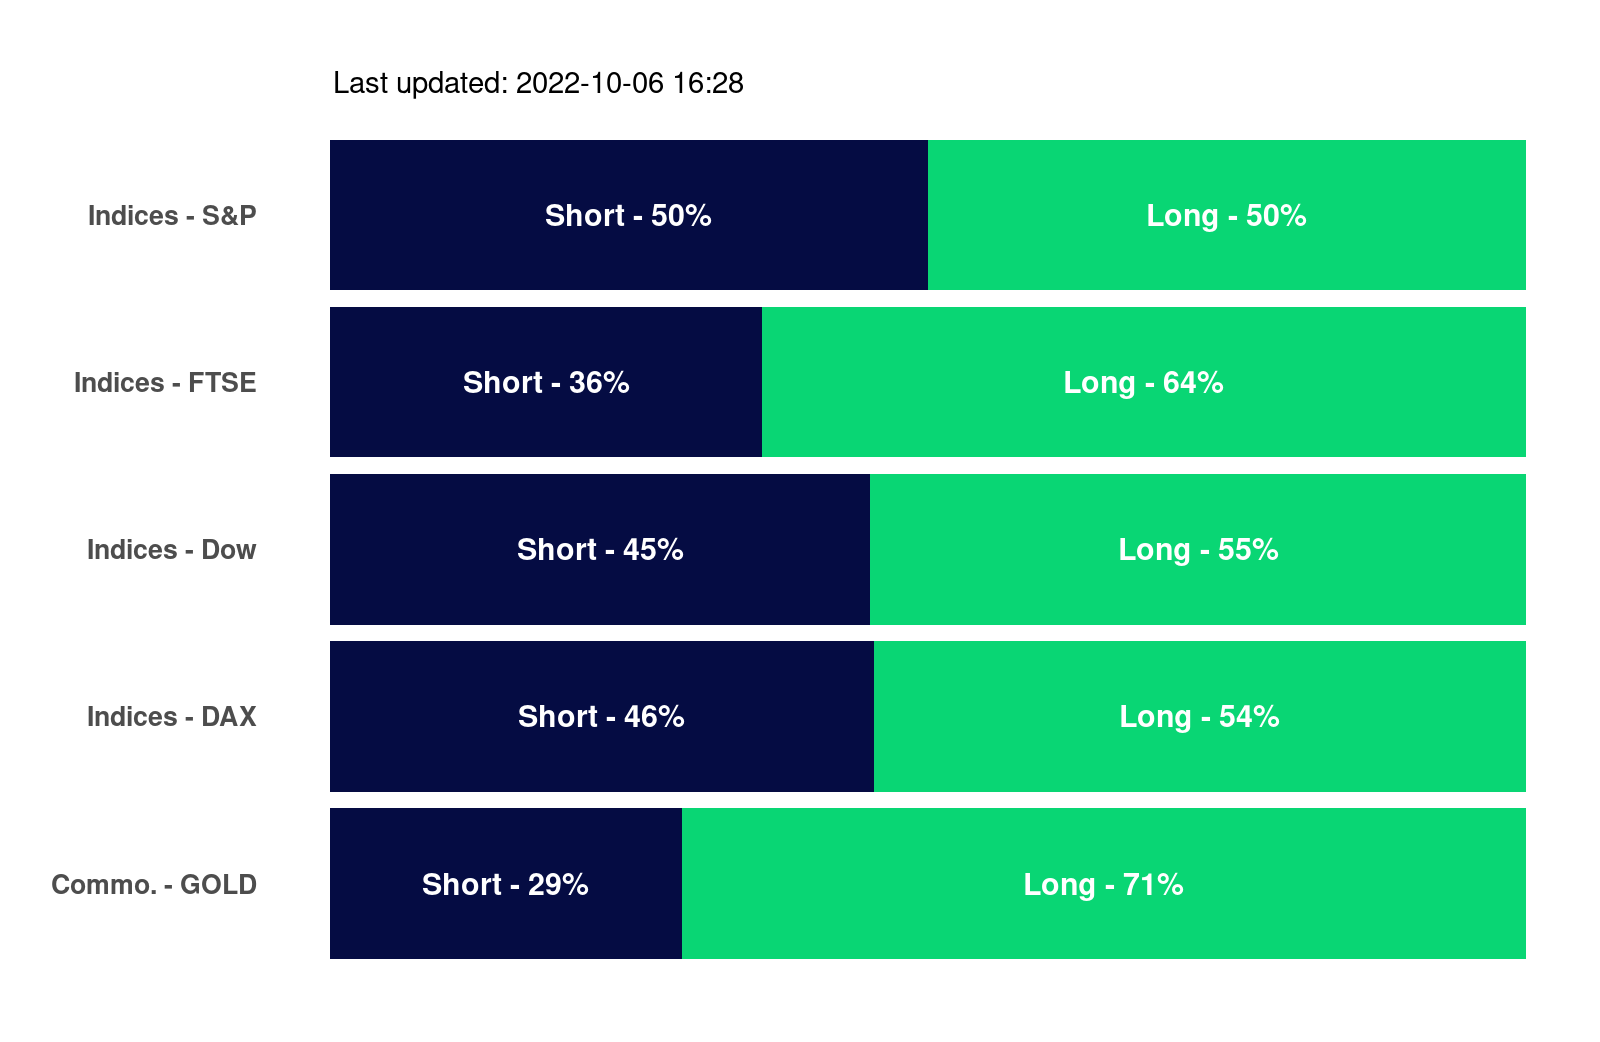 Last updated: 2022-10-06 16:28
Indices - S&P Short - 50% Long - 50%
Indices - FTSE Short - 36% Long - 64%
Indices - Dow Short - 45% Long - 55%
Indices - DAX Short - 46% Long - 54%
Commo. - GOLD Short - 29% Long - 71%